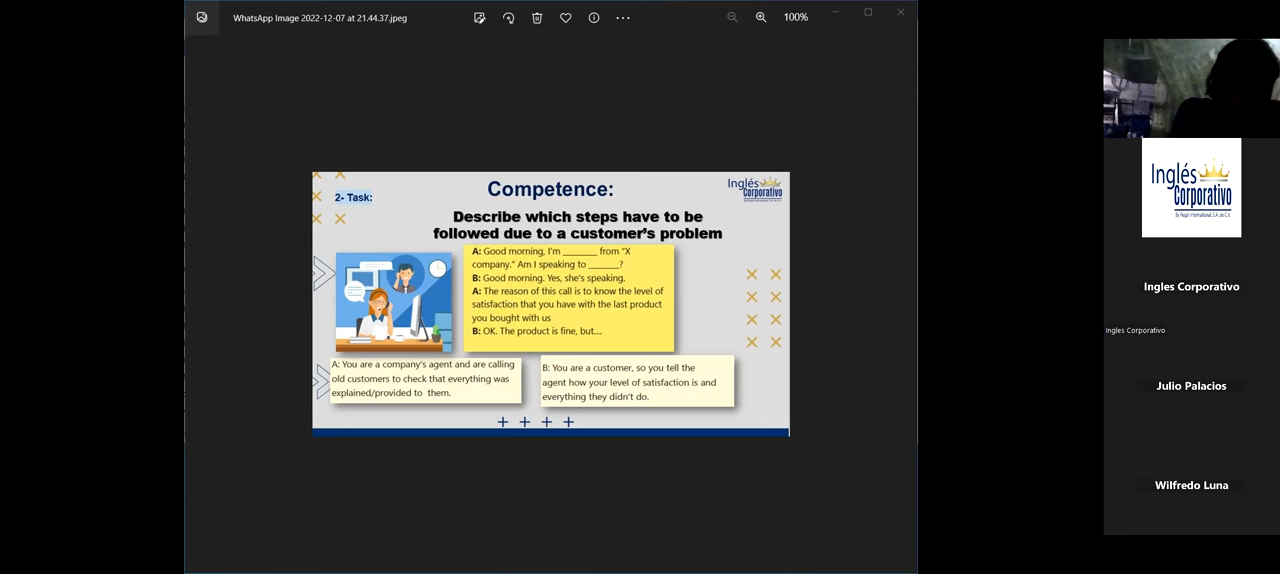 WhatsApp Image 2022-12-07 at 21.44.37.jpeg
100%
2- Task:
Competence:
Inglés
Corporativo
Describe which steps have to be
followed due to a customer's problem
A: Good morning, I'm _______ from "X
company." Am I speaking to ______?
B: Good morning. Yes, she's speaking.
A: The reason of this call is to know the level of
satisfaction that you have with the last product
you bought with us
B: OK. The product is fine, but....
A: You are a company's agent and are calling
old customers to check that everything was
explained/provided to them.
B: You are a customer, so you tell the
agent how your level of satisfaction is and
everything they didn't do.
Inglés
Corporativo
By Regal International, S.A. de C.V.
Ingles Corporativo
Ingles Corporativo
Julio Palacios
Wilfredo Luna